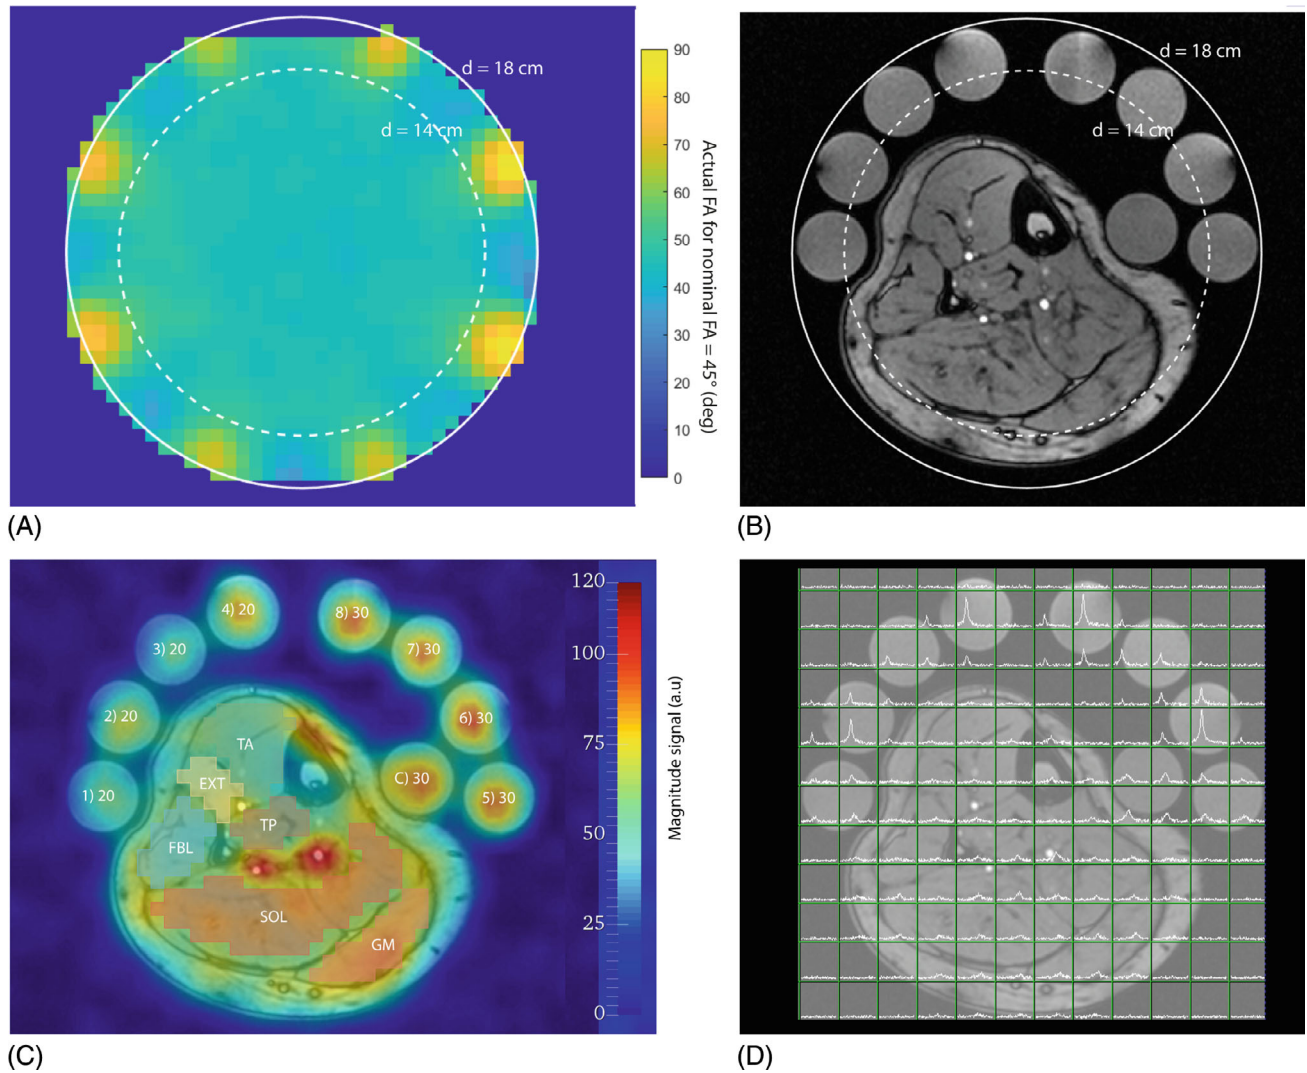 d = 18 cm
d = 14 cm
90
80
70
60
50
40
30
20
10
0
Actual FA for nominal FA = 45° (deg)
(A)
d = 18 cm
d = 14 cm
(B)
4) 20
8) 30
3) 20
7) 30
2) 20
6) 30
1) 20
C) 30
5) 30
TA
EXT
TP
FBL
SOL
GM
120
100
75
50
25
0
Magnitude signal (a.u)
(C)
(D)